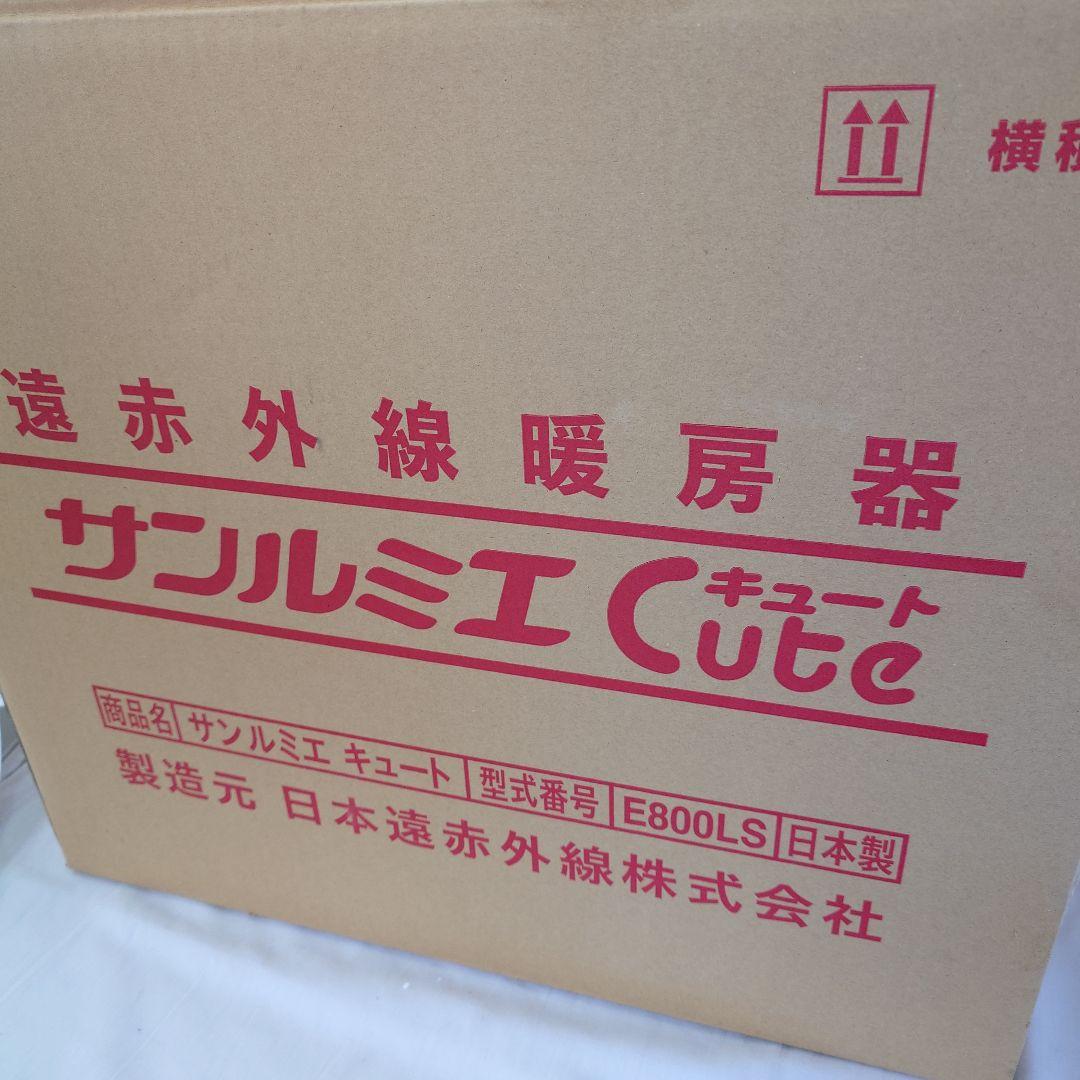 横積
遠赤外線暖房器
サンルミエ Cute
キュート
商品名 サンルミエ キュート 型式番号 E800LS 日本製
製造元 日本遠赤外線株式会社